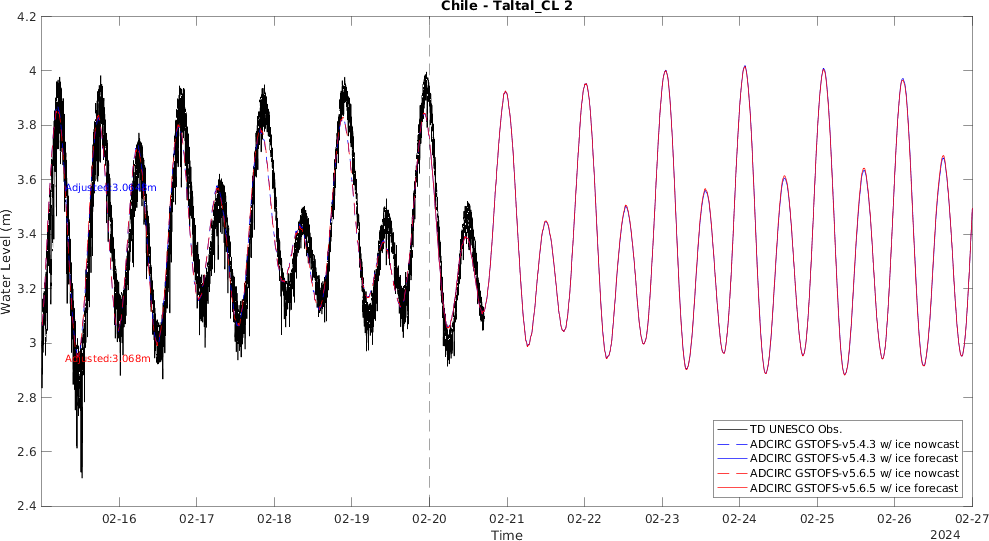 Chile - Taltal_CL 2
4.2
4
3.8
3.6
3.4
3.2
3
2.8
2.6
2.4
Water Level (m)
Adjusted:3.068m
02-16
02-17
02-18
02-19
02-20
02-21
02-22
02-23
02-24
02-25
02-26
02-27
Time
2024
TD UNESCO Obs.
ADCIRC GSTOFS-v5.4.3 w/ ice nowcast
ADCIRC GSTOFS-v5.4.3 w/ ice forecast
ADCIRC GSTOFS-v5.6.5 w/ ice nowcast
ADCIRC GSTOFS-v5.6.5 w/ ice forecast